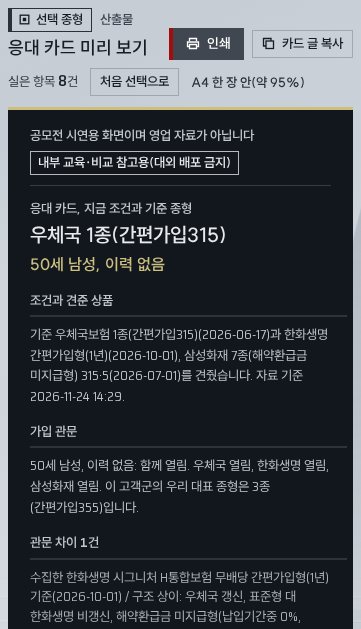 선택 종형 산출물
응대 카드 미리 보기
인쇄
카드 글 복사
실은 항목 8건
처음 선택으로
A4 한 장 안(약 95%)
공모전 시연용 화면이며 영업 자료가 아닙니다
내부 교육·비교 참고용(대외 배포 금지)
응대 카드, 지금 조건과 기준 종형
우체국 1종(간편가입315)
50세 남성, 이력 없음
조건과 견준 상품
기준 우체국보험 1종(간편가입315)(2026-06-17)과 한화생명
간편가입형(1년)(2026-10-01), 삼성화재 7종(해약환급금
미지급형) 315·5(2026-07-01)를 견줬습니다. 자료 기준
2026-11-24 14:29.
가입 관문
50세 남성, 이력 없음: 함께 열림. 우체국 열림, 한화생명 열림,
삼성화재 열림. 이 고객군의 우리 대표 종형은 3종
(간편가입355)입니다.
관문 차이 1건
수집한 한화생명 시그니처 H통합보험 무배당 간편가입형(1년)
기준(2026-10-01) / 구조 상이: 우체국 갱신, 표준형 대
한화생명 비갱신, 해약환급금 미지급형(납입기간중 0%,